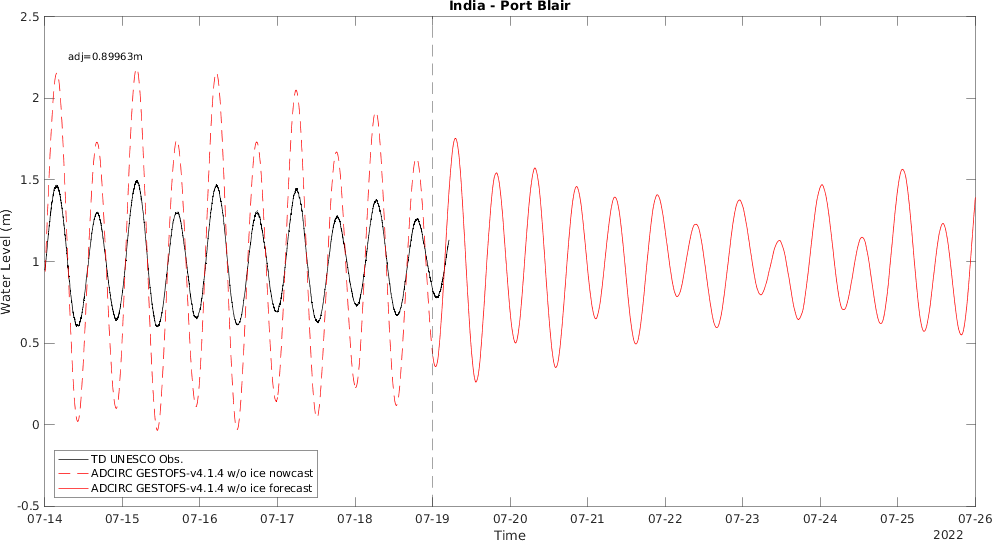 India - Port Blair
2.5
adj=0.89963m
2
1.5
1
0.5
0
-0.5
Water Level (m)
TD UNESCO Obs.
ADCIRC GESTOFS-v4.1.4 w/o ice nowcast
ADCIRC GESTOFS-v4.1.4 w/o ice forecast
07-14 07-15 07-16 07-17 07-18 07-19 07-20 07-21 07-22 07-23 07-24 07-25 07-26
Time
2022